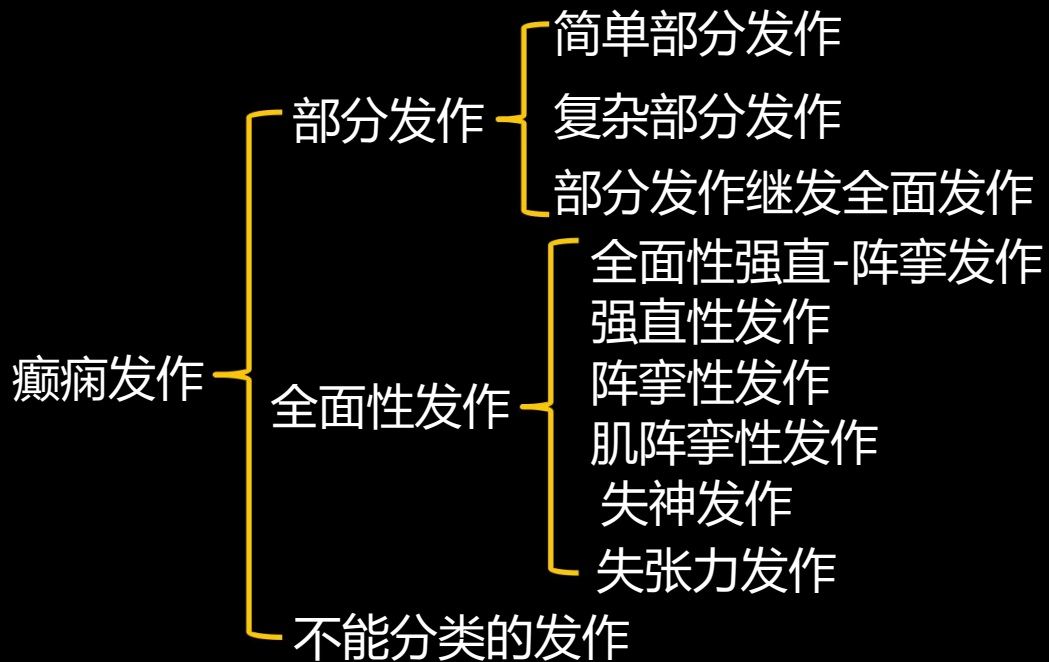 简单部分发作
部分发作
复杂部分发作
部分发作继发全面发作
全面性强直-阵挛发作
强直性发作
癫痫发作
阵挛性发作
全面性发作
肌阵挛性发作
失神发作
失张力发作
不能分类的发作